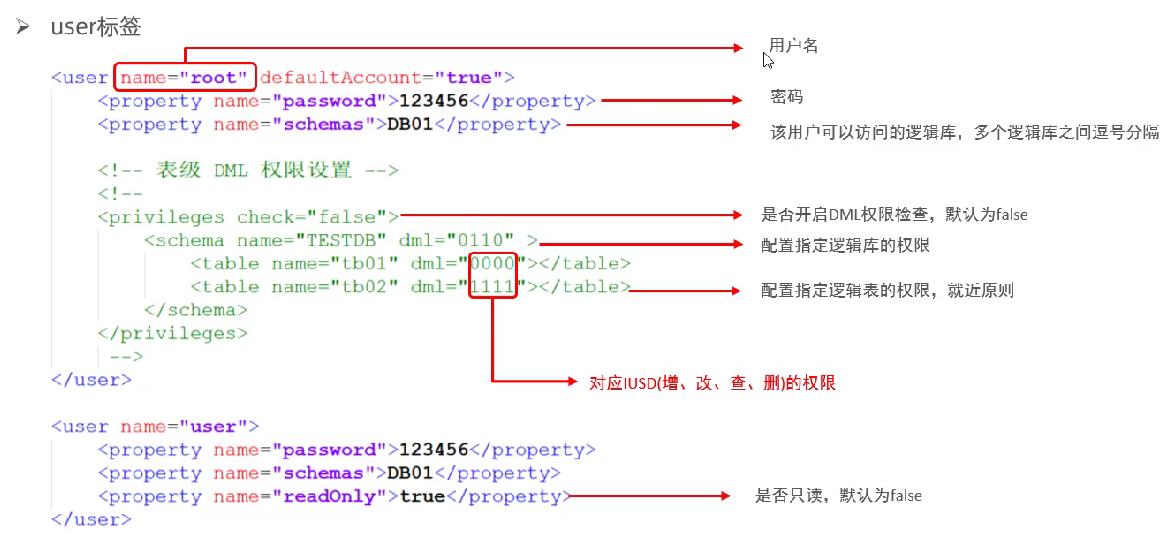 ➢ user标签
<user name="root" defaultAccount="true"> 用户名
<property name="password">123456</property> 密码
<property name="schemas">DB01</property> 该用户可以访问的逻辑库，多个逻辑库之间逗号分隔
<!-- 表级 DML 权限设置 -->
<!--
<privileges check="false"> 是否开启DML权限检查，默认为false
<schema name="TESTDB" dml="0110" > 配置指定逻辑库的权限
<table name="tb01" dml="0000"></table>
<table name="tb02" dml="1111"></table> 配置指定逻辑表的权限，就近原则
</schema>
</privileges>
-->
</user> 对应IUSD(增、改、查、删)的权限
<user name="user">
<property name="password">123456</property>
<property name="schemas">DB01</property>
<property name="readOnly">true</property> 是否只读，默认为false
</user>